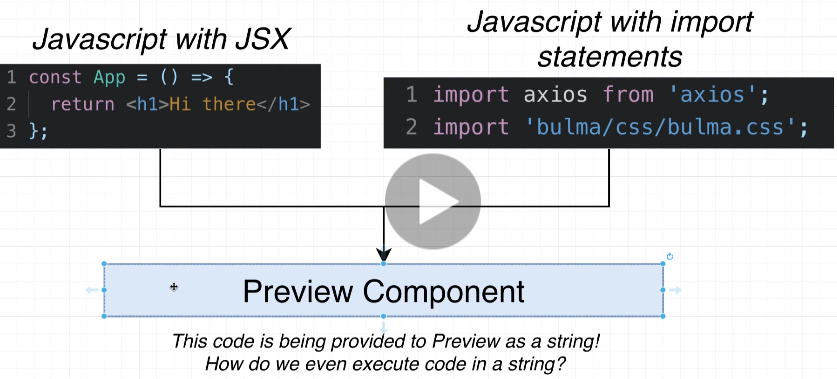 Javascript with JSX
1 const App = () => {
2 return <h1>Hi there</h1>
3 };
Javascript with import
statements
1 import axios from 'axios';
2 import 'bulma/css/bulma.css';
Preview Component
This code is being provided to Preview as a string!
How do we even execute code in a string?